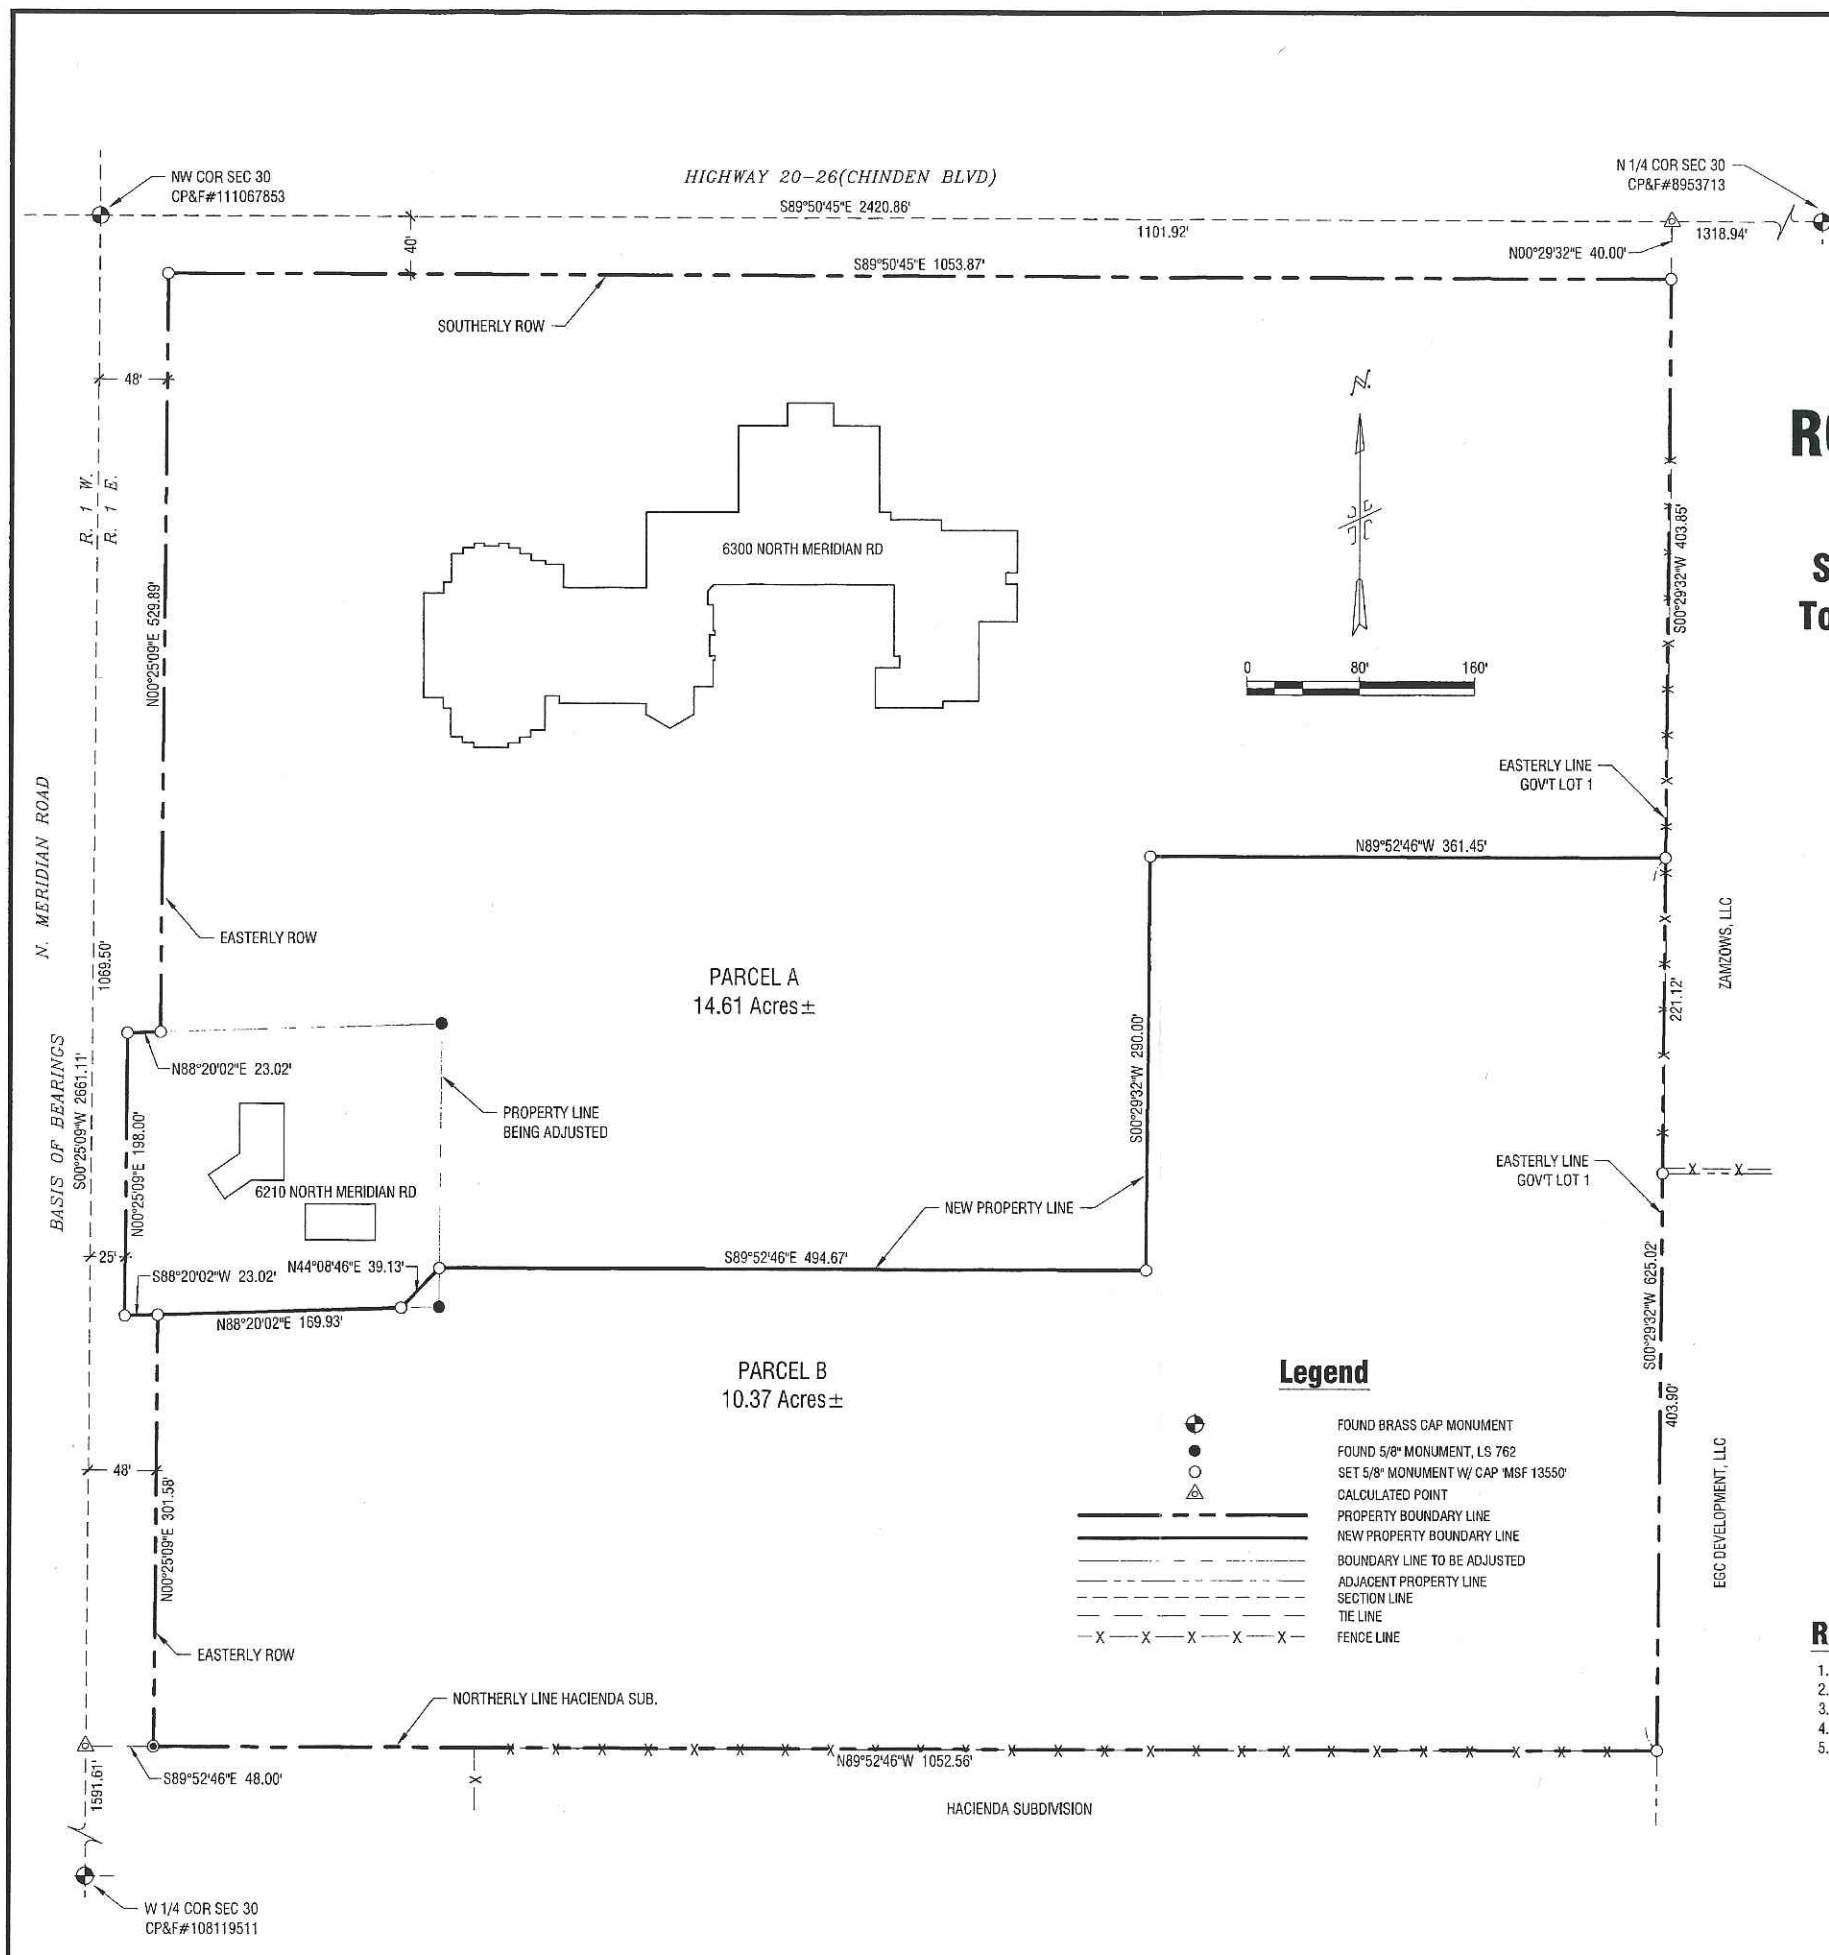 NW COR SEC 30
CP&F#111067853
HIGHWAY 20-26(CHINDEN BLVD)
N 1/4 COR SEC 30
CP&F#8953713
S89°50'45"E 2420.86'
1101.92'
1318.94'
40'
N00°29'32"E 40.00'
S89°50'45"E 1053.87'
SOUTHERLY ROW
48'
N.
R. 1 W.
R. 1 E.
6300 NORTH MERIDIAN RD
S00°29'32"W 403.85'
N00°25'09"E 529.89'
0 80' 160'
EASTERLY LINE
GOV'T LOT 1
N89°52'46"W 361.45'
N. MERIDIAN ROAD
EASTERLY ROW
1069.50'
PARCEL A
14.61 Acres±
221.12'
ZAMZOWS, LLC
N88°20'02"E 23.02'
S00°29'32"W 290.00'
BASIS OF BEARINGS
S00°25'09"W 2661.11'
N00°25'09"E 198.00'
PROPERTY LINE
BEING ADJUSTED
X X
EASTERLY LINE
GOV'T LOT 1
6210 NORTH MERIDIAN RD
NEW PROPERTY LINE
25'
S88°20'02"W 23.02'
N44°08'46"E 39.13'
S89°52'46"E 494.67'
N88°20'02"E 169.93'
S00°29'32"W 625.02'
403.90'
PARCEL B
10.37 Acres±
Legend
FOUND BRASS CAP MONUMENT
FOUND 5/8" MONUMENT, LS 762
SET 5/8" MONUMENT W/ CAP 'MSF 13550'
CALCULATED POINT
PROPERTY BOUNDARY LINE
NEW PROPERTY BOUNDARY LINE
BOUNDARY LINE TO BE ADJUSTED
ADJACENT PROPERTY LINE
SECTION LINE
TIE LINE
X X X X X FENCE LINE
48'
N00°25'09"E 301.58'
EGC DEVELOPMENT, LLC
EASTERLY ROW
NORTHERLY LINE HACIENDA SUB.
N89°52'46"W 1052.56'
S89°52'46"E 48.00'
1591.61'
HACIENDA SUBDIVISION
W 1/4 COR SEC 30
CP&F#108119511
S
To
R
1.
2.
3.
4.
5.